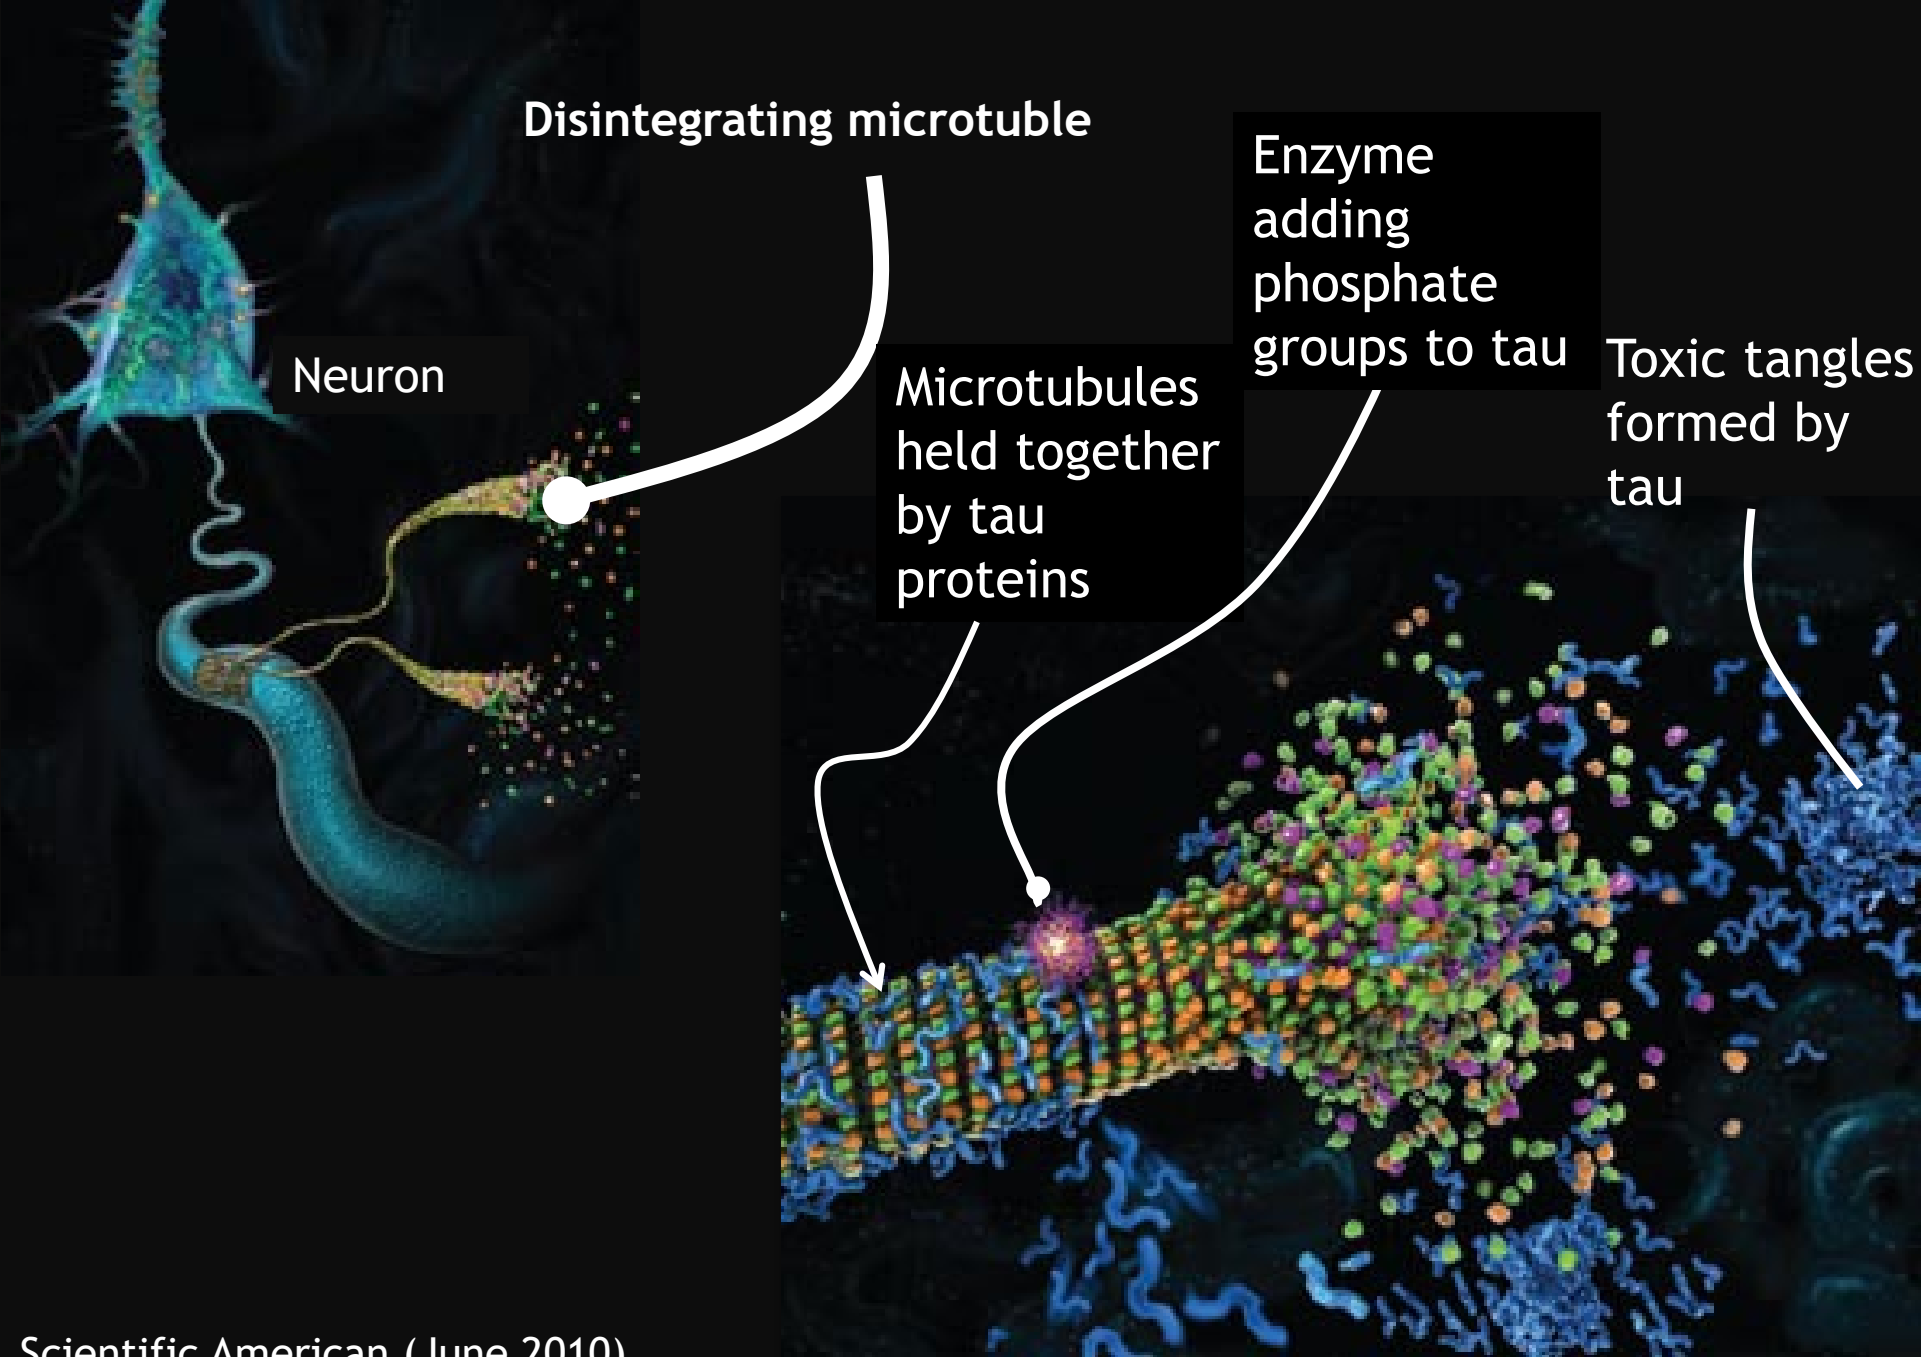 Disintegrating microtuble
Enzyme
adding
phosphate
groups to tau
Toxic tangles
formed by
tau
Neuron
Microtubules
held together
by tau
proteins
Scientific American (June 2010)